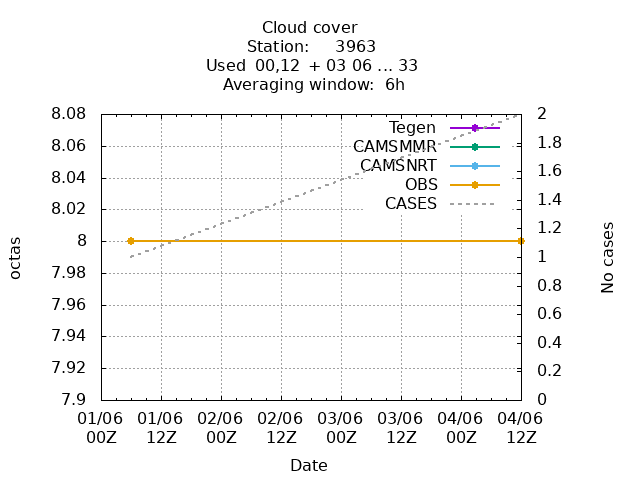 Cloud cover
Station: 3963
Used 00,12 + 03 06 ... 33
Averaging window: 6h
8.08
8.06
8.04
8.02
8
7.98
7.96
7.94
7.92
7.9
octas
2
1.8
1.6
1.4
1.2
1
0.8
0.6
0.4
0.2
0
No cases
Tegen
CAMSMMR
CAMSNRT
OBS
CASES
01/06 01/06 02/06 02/06 03/06 03/06 04/06 04/06
00Z 12Z 00Z 12Z 00Z 12Z 00Z 12Z
Date